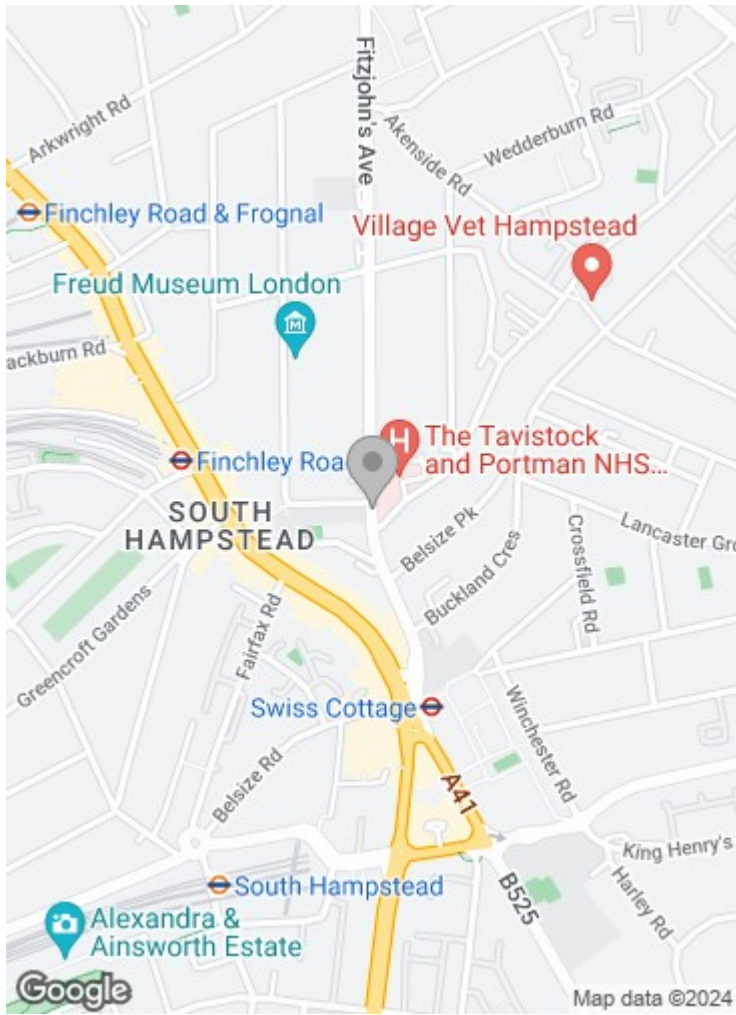 Fitzjohn's Ave
Arkwright Rd
Akenside Rd
Wedderburn Rd
Finchley Road & Frognal
Village Vet Hampstead
Freud Museum London
ackburn Rd
The Tavistock
and Portman NHS...
Finchley Roa
SOUTH
HAMPSTEAD
Belsize Pk
Lancaster Gro
Crossfield Rd
Buckland Cres
Greencroft Gardens
Fairfax Rd
Swiss Cottage
Winchester Rd
Belsize Rd
A41
King Henry's
South Hampstead
B525
Harley Rd
Alexandra &
Ainsworth Estate
Google
Map data ©2024